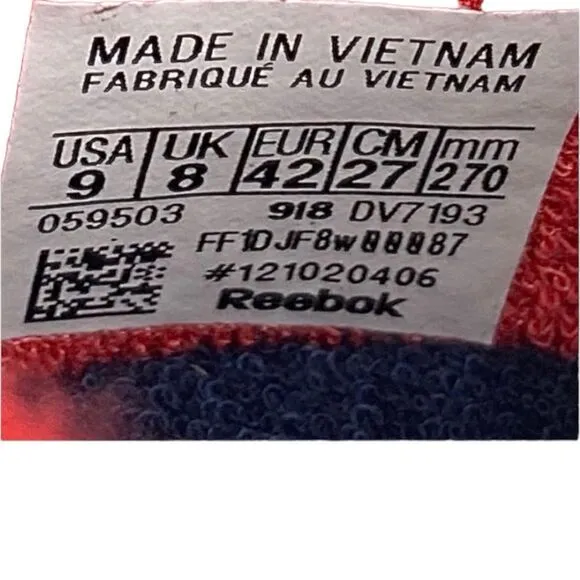 MADE IN VIETNAM
FABRIQUÉ AU VIETNAM
USA UK EUR CM mm
9 8 42 27 270
059503 918 DV7193
#121020406
Reebok